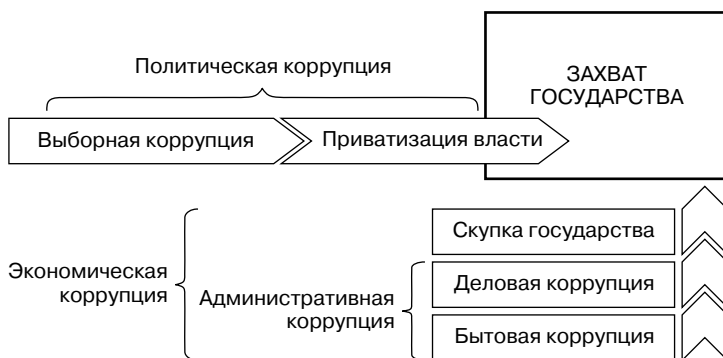 Политическая коррупция
ЗАХВАТ
ГОСУДАРСТВА
Выборная коррупция
Приватизация власти
Экономическая
коррупция
Административная
коррупция
Скупка государства
Деловая коррупция
Бытовая коррупция